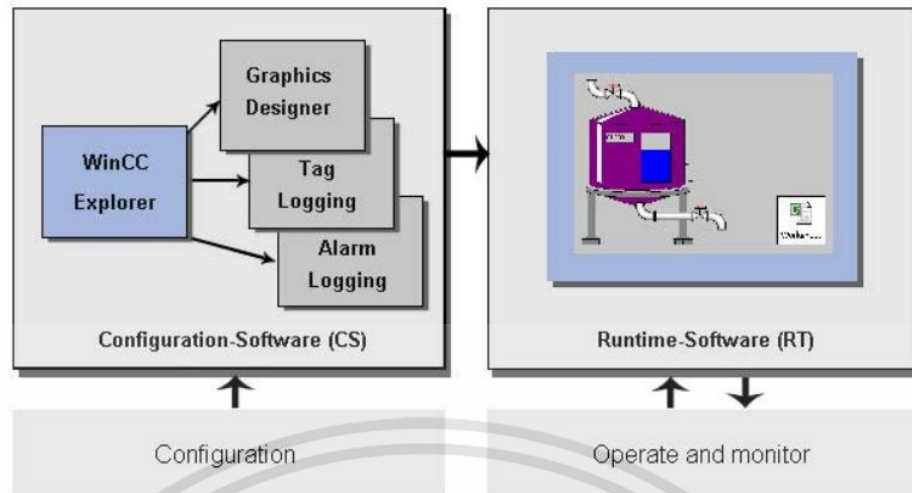 Graphics
Designer
WinCC
Explorer
Tag
Logging
Alarm
Logging
Configuration-Software (CS)
Runtime-Software (RT)
Configuration
Operate and monitor